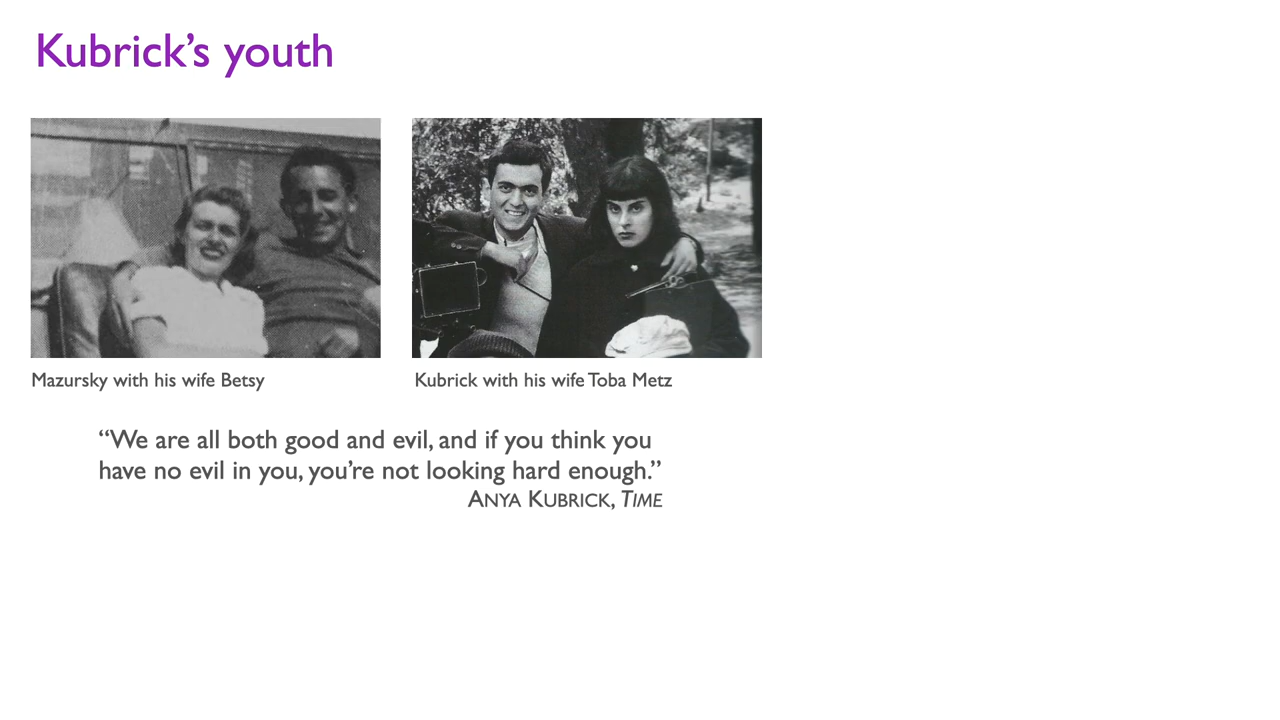 Kubrick’s youth
Mazursky with his wife Betsy
Kubrick with his wife Toba Metz
“We are all both good and evil, and if you think you
have no evil in you, you’re not looking hard enough.”
ANYA KUBRICK, TIME